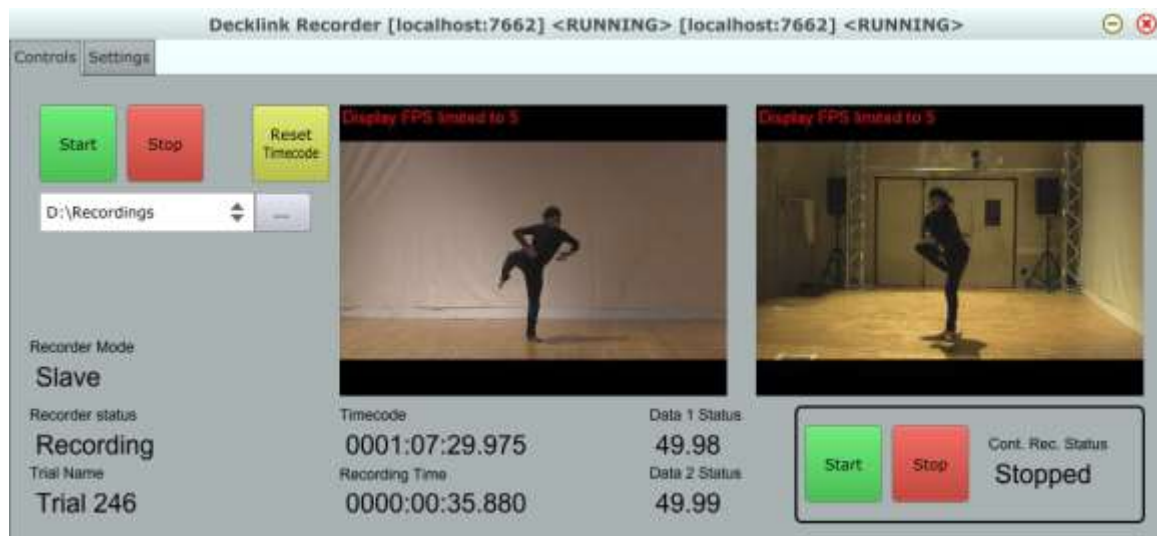 Decklink Recorder [localhost:7662] <RUNNING> [localhost:7662] <RUNNING>
Controls Settings
Start Stop Reset Timecode
D:\Recordings ...
Display FPS limited to 5
Display FPS limited to 5
Recorder Mode
Slave
Recorder status
Recording
Trial Name
Trial 246
Timecode
0001:07:29.975
Recording Time
0000:00:35.880
Data 1 Status
49.98
Data 2 Status
49.99
Start Stop
Cont. Rec. Status
Stopped